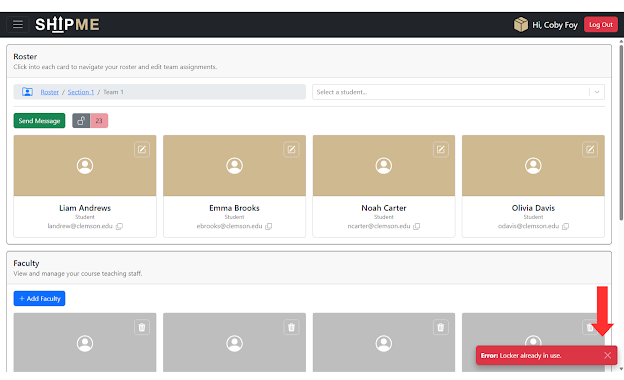 SHIPME
Hi, Coby Foy
Log Out
Roster
Click into each card to navigate your roster and edit team assignments.
Roster / Section 1 / Team 1
Select a student...
Send Message
23
Liam Andrews
Student
landrew@clemson.edu
Emma Brooks
Student
ebrooks@clemson.edu
Noah Carter
Student
ncarter@clemson.edu
Olivia Davis
Student
odavis@clemson.edu
Faculty
View and manage your course teaching staff.
+ Add Faculty
Error: Locker already in use.